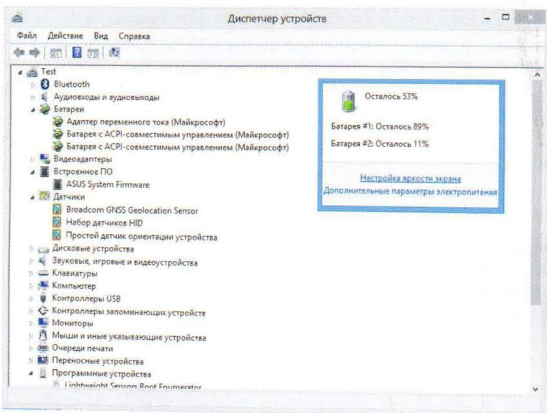 Диспетчер устройств
Файл Действие Вид Справка
Test
Bluetooth
Аудиовходы и аудиовыходы
Батареи
Адаптер переменного тока (Майкрософт)
Батарея с ACPI-совместимым управлением (Майкрософт)
Батарея с ACPI-совместимым управлением (Майкрософт)
Видеоадаптеры
Встроенное ПО
ASUS System Firmware
Датчики
Broadcom GNSS Geolocation Sensor
Набор датчиков HID
Простой датчик ориентации устройства
Дисковые устройства
Звуковые, игровые и видеоустройства
Клавиатуры
Компьютер
Контроллеры USB
Контроллеры запоминающих устройств
Мониторы
Мыши и иные указывающие устройства
Очереди печати
Переносные устройства
Программные устройства
Lightweight Sensors Root Enumerator
Осталось 53%
Батарея #1: Осталось 89%
Батарея #2: Осталось 11%
Настройка яркости экрана
Дополнительные параметры электропитания